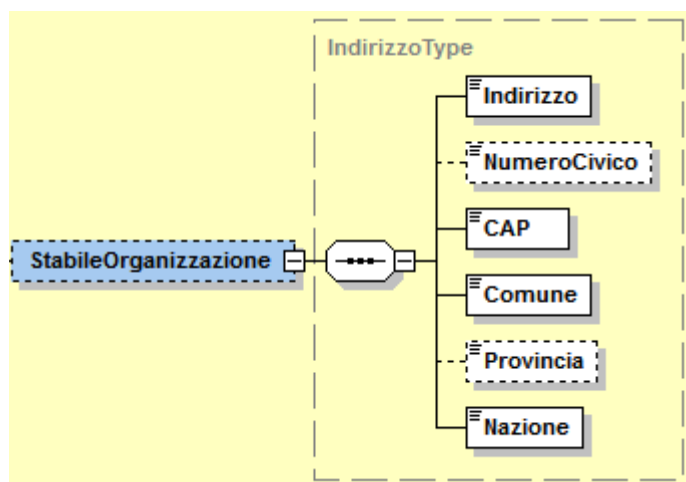 IndirizzoType
Indirizzo
NumeroCivico
CAP
StabileOrganizzazione
Comune
Provincia
Nazione